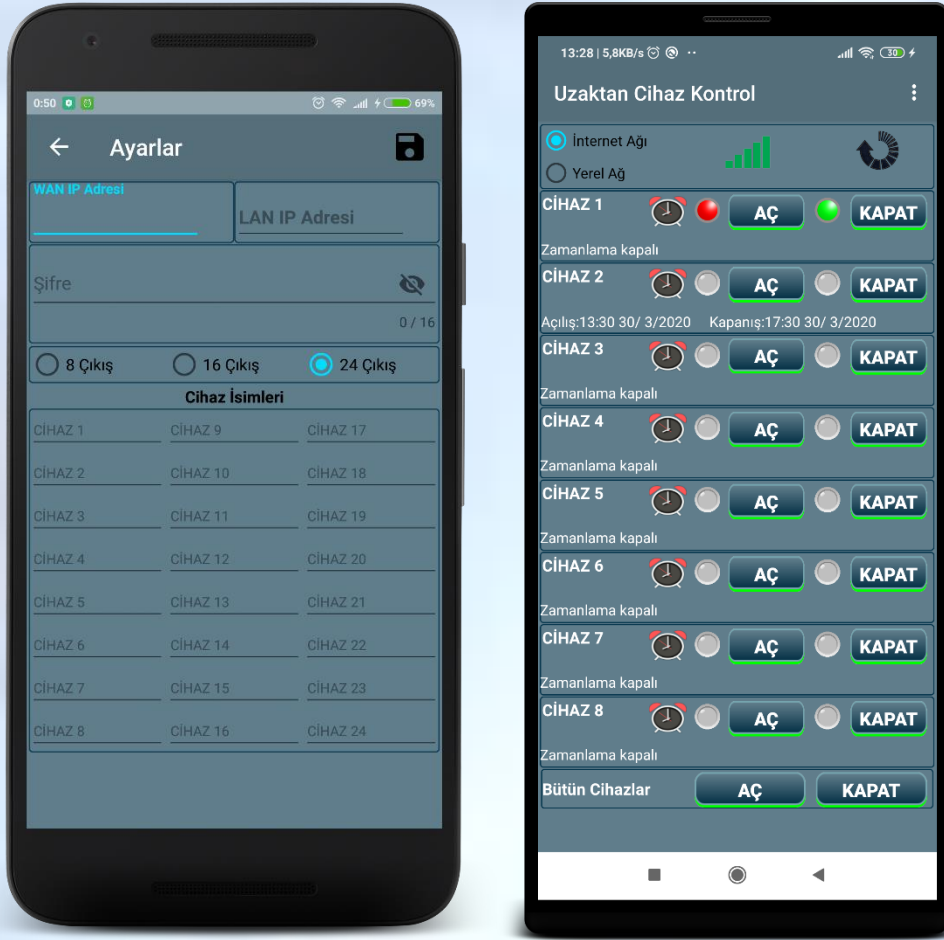 0:50
69%
Ayarlar
WAN IP Adresi
LAN IP Adresi
Şifre
0 / 16
8 Çıkış
16 Çıkış
24 Çıkış
Cihaz İsimleri
CİHAZ 1 CİHAZ 9 CİHAZ 17
CİHAZ 2 CİHAZ 10 CİHAZ 18
CİHAZ 3 CİHAZ 11 CİHAZ 19
CİHAZ 4 CİHAZ 12 CİHAZ 20
CİHAZ 5 CİHAZ 13 CİHAZ 21
CİHAZ 6 CİHAZ 14 CİHAZ 22
CİHAZ 7 CİHAZ 15 CİHAZ 23
CİHAZ 8 CİHAZ 16 CİHAZ 24
13:28 | 5,8KB/s
30
Uzaktan Cihaz Kontrol
İnternet Ağı
Yerel Ağ
CİHAZ 1 AÇ KAPAT
Zamanlama kapalı
CİHAZ 2 AÇ KAPAT
Açılış:13:30 30/ 3/2020 Kapanış:17:30 30/ 3/2020
CİHAZ 3 AÇ KAPAT
Zamanlama kapalı
CİHAZ 4 AÇ KAPAT
Zamanlama kapalı
CİHAZ 5 AÇ KAPAT
Zamanlama kapalı
CİHAZ 6 AÇ KAPAT
Zamanlama kapalı
CİHAZ 7 AÇ KAPAT
Zamanlama kapalı
CİHAZ 8 AÇ KAPAT
Zamanlama kapalı
Bütün Cihazlar AÇ KAPAT